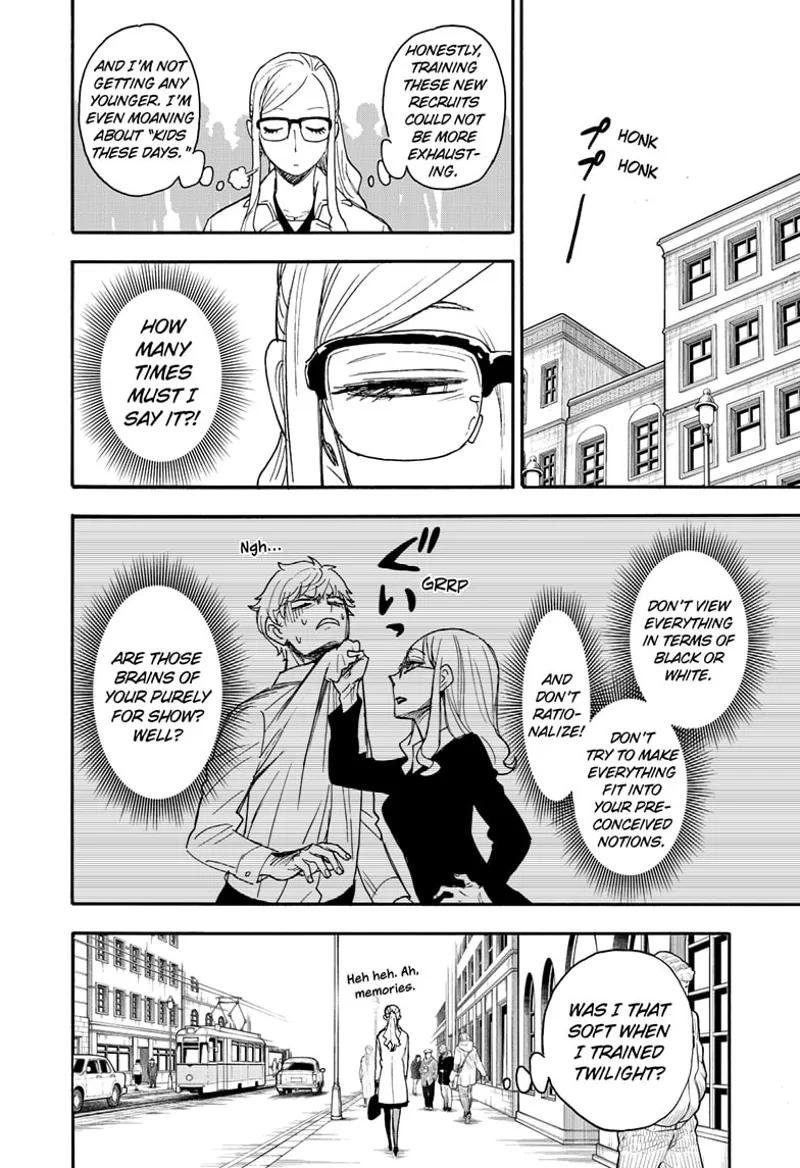 プ
プ
ー
HONK
HONK
HONESTLY,
TRAINING
THESE NEW
RECRUITS
COULD NOT
BE MORE
EXHAUST-
ING.
AND I'M NOT
GETTING ANY
YOUNGER. I'M
EVEN MOANING
ABOUT "KIDS
THESE DAYS."
HOW
MANY
TIMES
MUST I
SAY IT?!
DON'T VIEW
EVERYTHING
IN TERMS OF
BLACK OR
WHITE.
DON'T
TRY TO MAKE
EVERYTHING
FIT INTO
YOUR PRE-
CONCEIVED
NOTIONS.
AND
DON'T
RATIO-
NALIZE!
ぐいっ
GRRP
Ngh...
ARE THOSE
BRAINS OF
YOUR PURELY
FOR SHOW?
WELL?
WAS I THAT
SOFT WHEN
I TRAINED
TWILIGHT?
Heh heh. Ah,
memories.